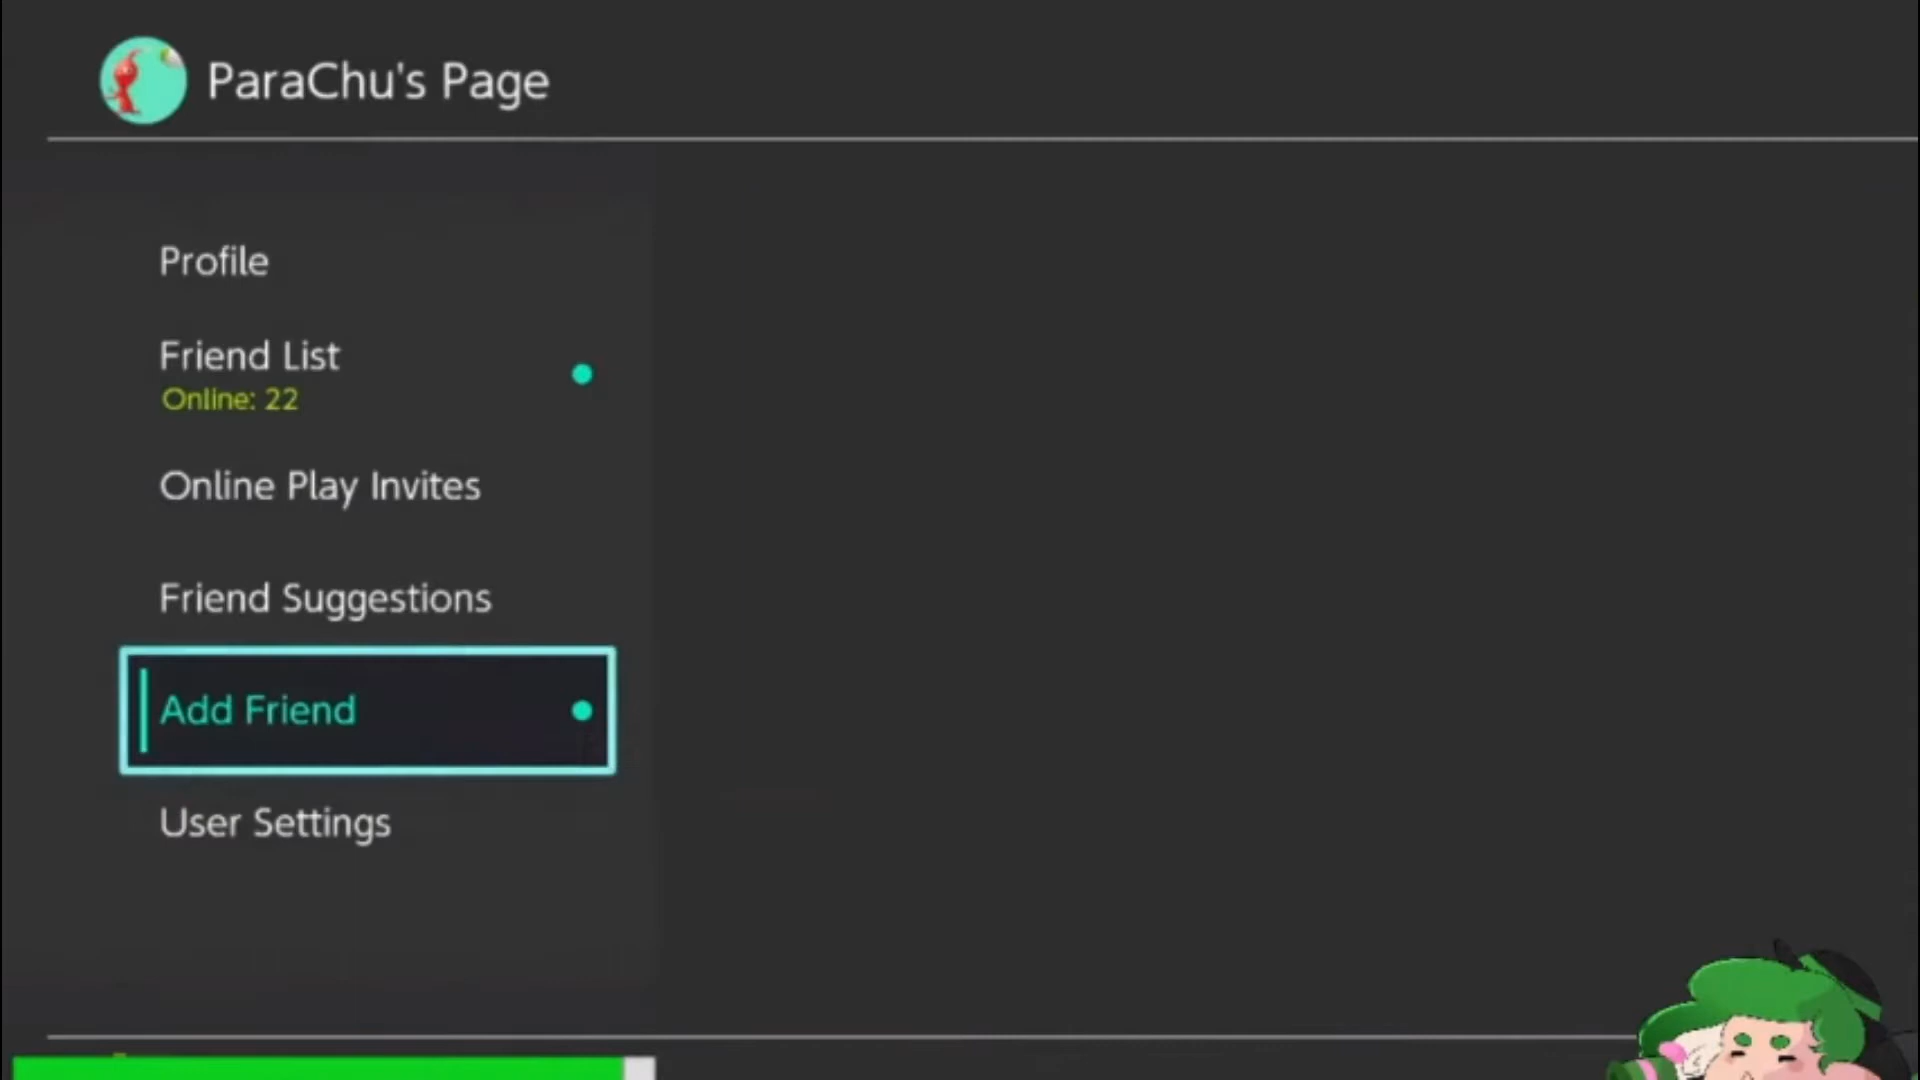 ParaChu's Page
Profile
Friend List
Online: 22
Online Play Invites
Friend Suggestions
Add Friend
User Settings